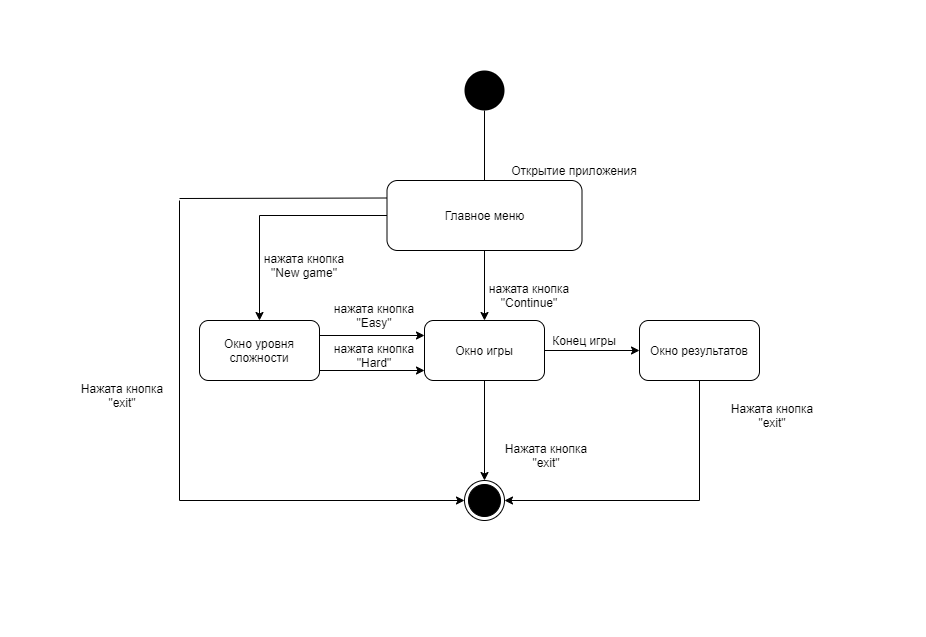 Открытие приложения
Главное меню
нажата кнопка
"New game"
нажата кнопка
"Continue"
нажата кнопка
"Easy"
Окно уровня
сложности
нажата кнопка
"Hard"
Окно игры
Конец игры
Окно результатов
Нажата кнопка
"exit"
Нажата кнопка
"exit"
Нажата кнопка
"exit"